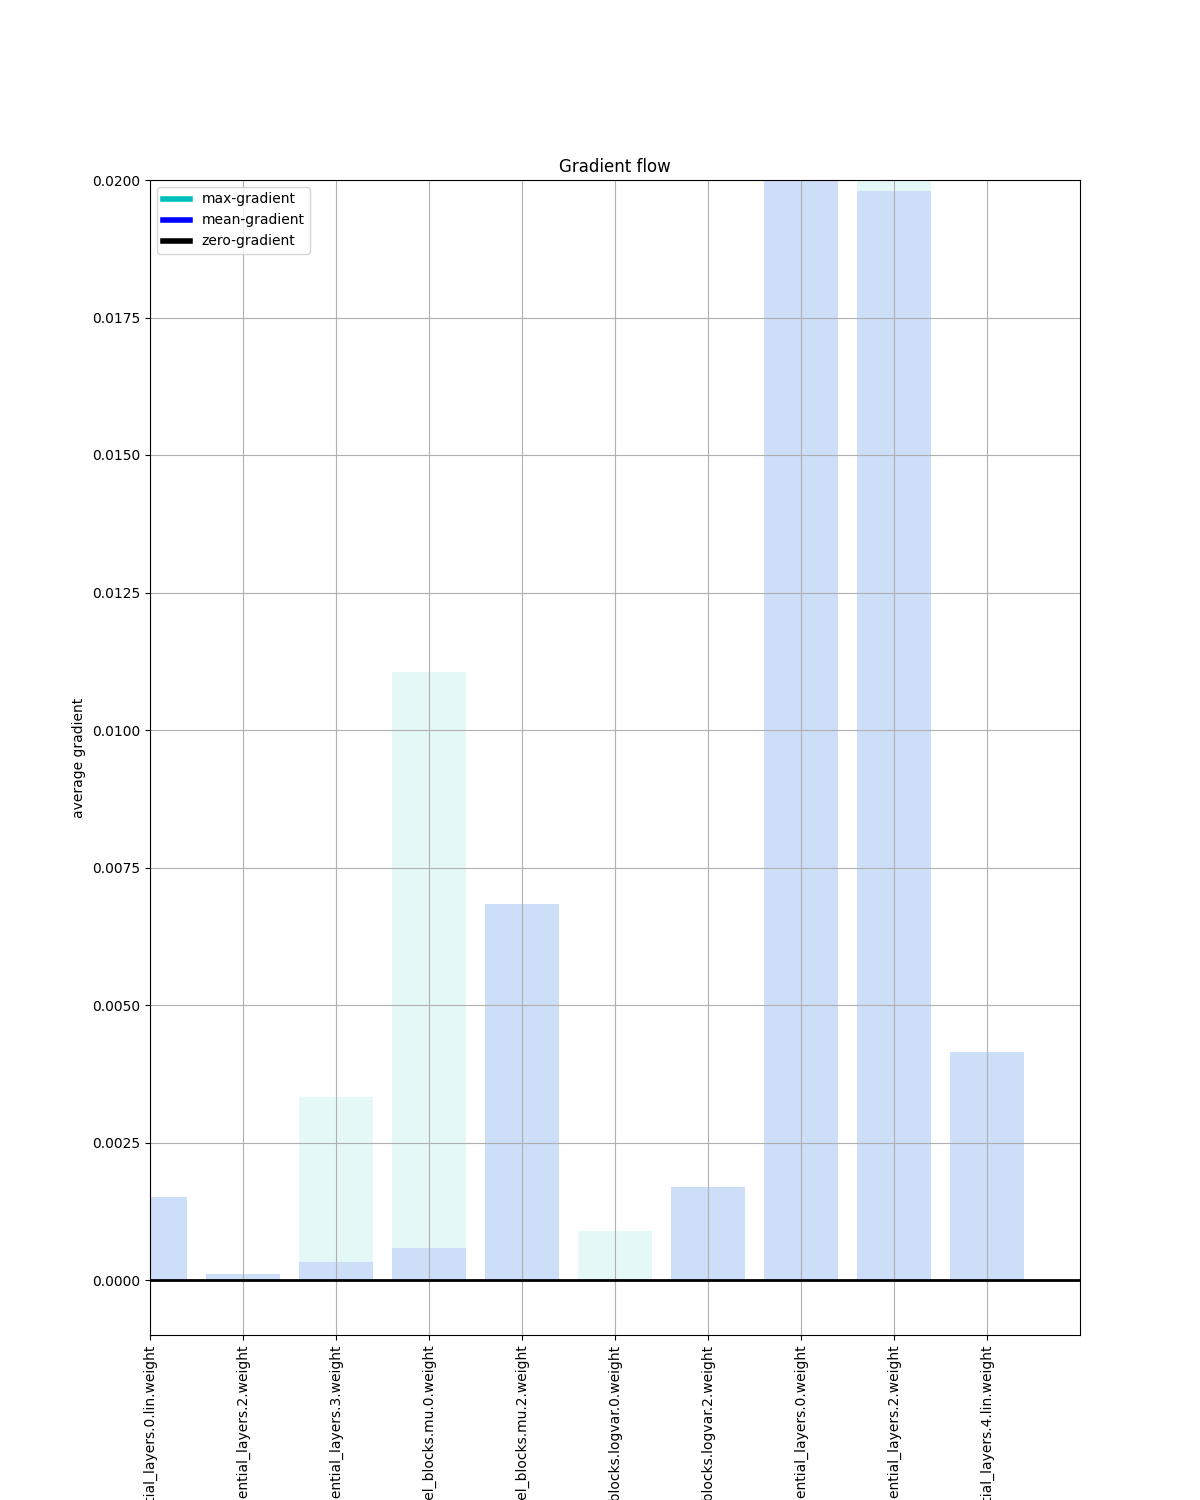 Gradient flow
max-gradient
mean-gradient
zero-gradient
0.0200
0.0175
0.0150
0.0125
0.0100
0.0075
0.0050
0.0025
0.0000
average gradient
tial_layers.0.lin.weight
ential_layers.2.weight
ential_layers.3.weight
el_blocks.mu.0.weight
el_blocks.mu.2.weight
blocks.logvar.0.weight
blocks.logvar.2.weight
ential_layers.0.weight
ential_layers.2.weight
tial_layers.4.lin.weight